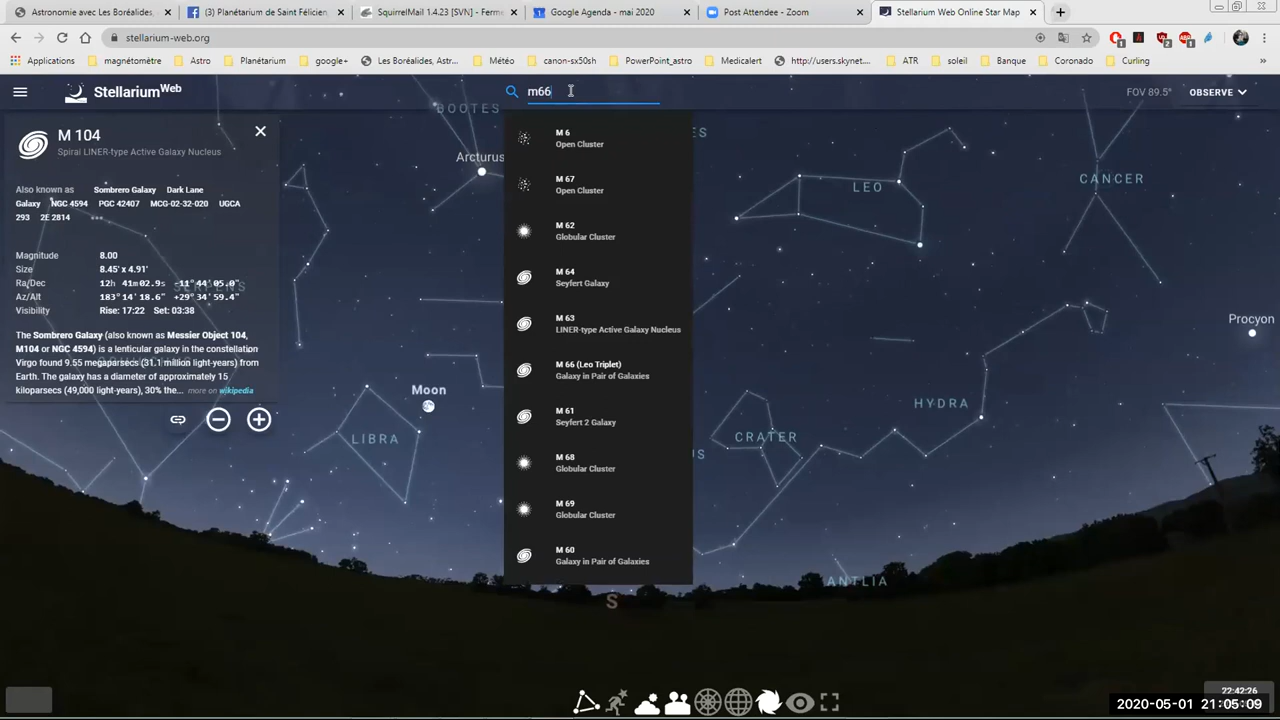 Astronomie avec Les Boréalides,
(3) Planétarium de Saint Félicien,
SquirrelMail 1.4.23 [SVN] - Ferme
Google Agenda - mai 2020
Post Attendee - Zoom
Stellarium Web Online Star Map
stellarium-web.org
Applications
magnétomètre
Astro
Planétarium
google+
Les Boréalides, Astr...
Météo
canon-sx50sh
PowerPoint_astro
Medicalert
http://users.skynet....
ATR
soleil
Banque
Coronado
Curling
StellariumWeb
m66
FOV 89.5°
OBSERVE
M 104
Spiral LINER-type Active Galaxy Nucleus
Also known as Sombrero Galaxy Dark Lane
Galaxy NGC 4594 PGC 42407 MCG-02-32-020 UGCA
293 2E 2814 •••
Magnitude 8.00
Size 8.45' x 4.91'
Ra/Dec 12h 41m 02.9s -11°44'05.0"
Az/Alt 183°14'18.6" +29°34'59.4"
Visibility Rise: 17:22 Set: 03:38
The Sombrero Galaxy (also known as Messier Object 104,
M104 or NGC 4594) is a lenticular galaxy in the constellation
Virgo found 9.55 megaparsecs (31.1 million light-years) from
Earth. The galaxy has a diameter of approximately 15
kiloparsecs (49,000 light-years), 30% the... more on wikipedia
M 6
Open Cluster
M 67
Open Cluster
M 62
Globular Cluster
M 64
Seyfert Galaxy
M 63
LINER-type Active Galaxy Nucleus
M 66 (Leo Triplet)
Galaxy in Pair of Galaxies
M 61
Seyfert 2 Galaxy
M 68
Globular Cluster
M 69
Globular Cluster
M 60
Galaxy in Pair of Galaxies
BOOTES
Arcturus
LEO
CANCER
Procyon
Moon
LIBRA
HYDRA
CRATER
ANTLIA
S
22:42:26
2020-05-01 21:05:09